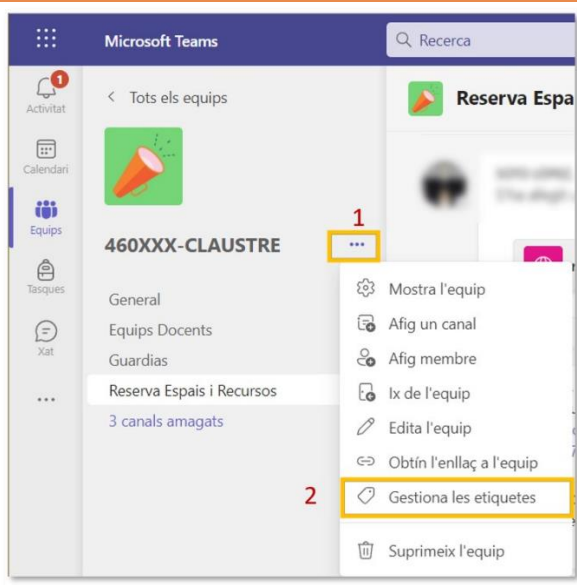 Microsoft Teams
Recerca
1
Activitat
Calendari
Equips
Tasques
Xat
Tots els equips
460XXX-CLAUSTRE
1
General
Equips Docents
Guardias
Reserva Espais i Recursos
3 canals amagats
Reserva Espa
Mostra l'equip
Afig un canal
Afig membre
Ix de l'equip
Edita l'equip
Obtín l'enllaç a l'equip
2
Gestiona les etiquetes
Suprimeix l'equip